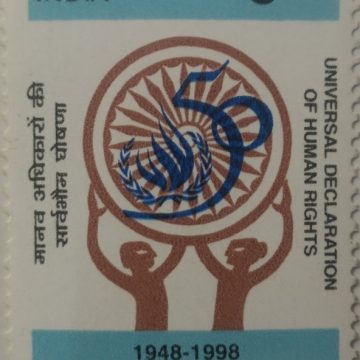 INDIA
मानव अधिकारों की
सार्वभौम घोषणा
50
UNIVERSAL DECLARATION
OF HUMAN RIGHTS
1948-1998